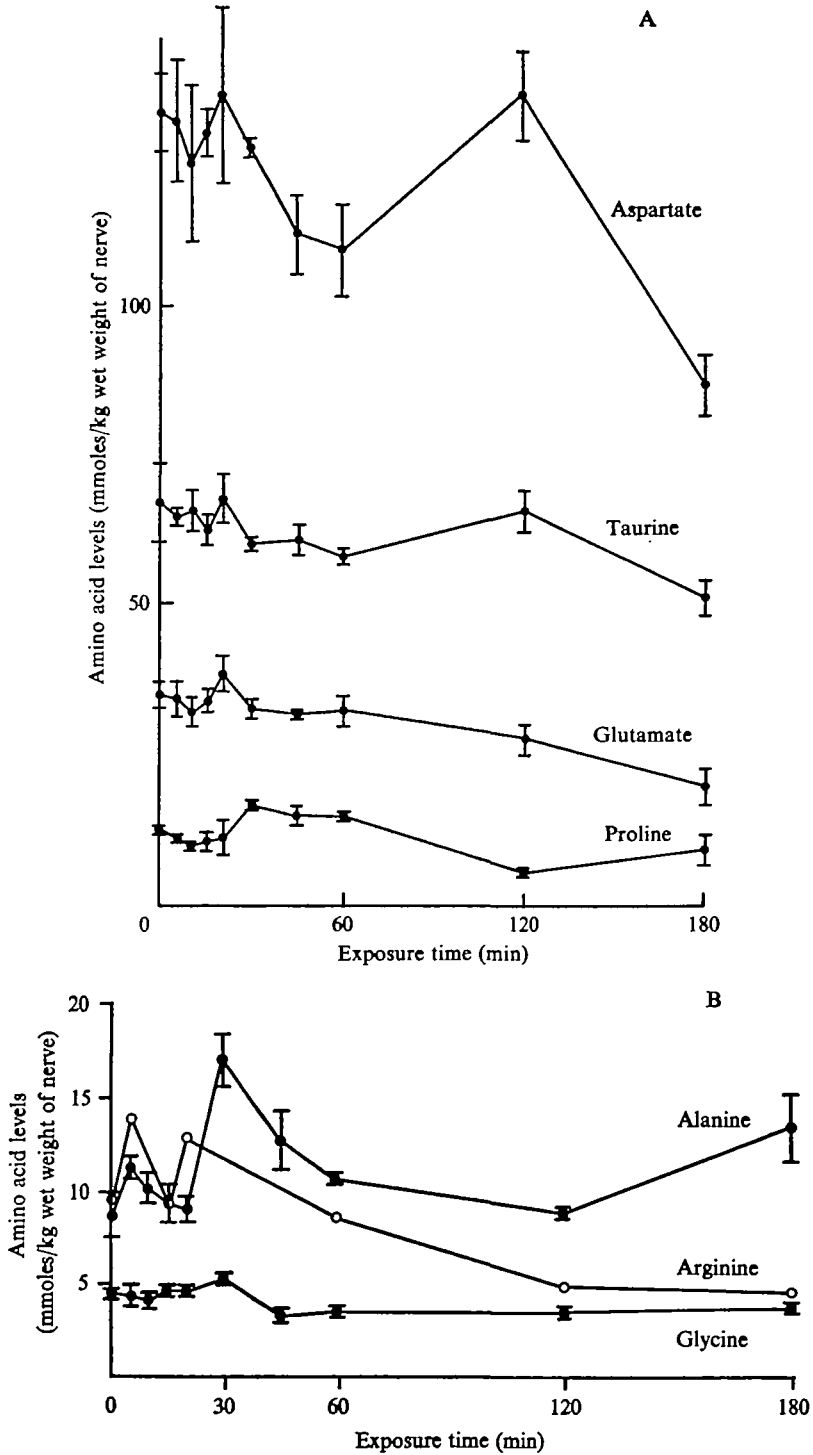 A
Amino acid levels (mmoles/kg wet weight of nerve)
100
50
0
Aspartate
Taurine
Glutamate
Proline
60
120
180
Exposure time (min)
B
Amino acid levels
(mmoles/kg wet weight of nerve)
20
15
10
5
Alanine
Arginine
Glycine
0
30
60
120
180
Exposure time (min)